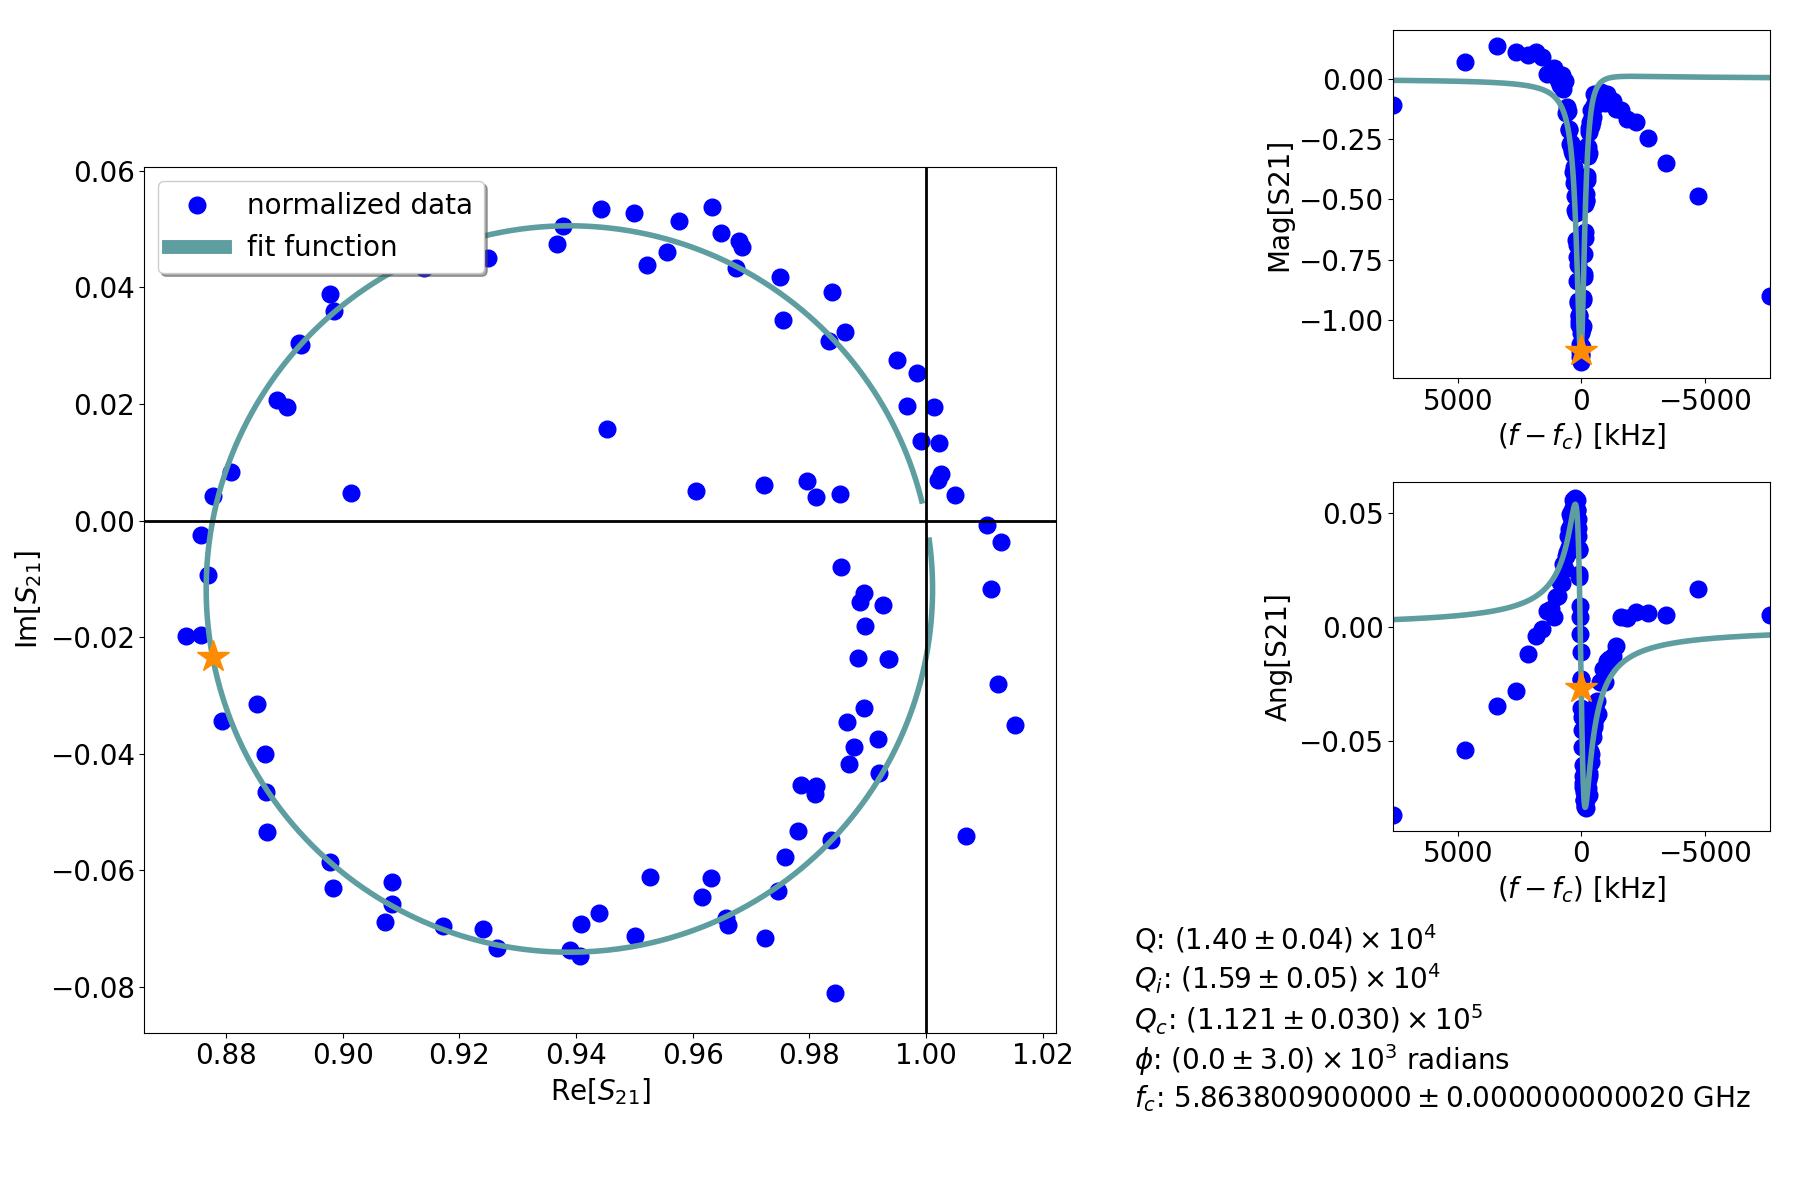 normalized data
fit function
0.06
0.04
0.02
0.00
−0.02
−0.04
−0.06
−0.08
Im[S21]
0.88 0.90 0.92 0.94 0.96 0.98 1.00 1.02
Re[S21]
0.00
−0.25
−0.50
−0.75
−1.00
Mag[S21]
5000 0 −5000
(f − fc) [kHz]
0.05
0.00
−0.05
Ang[S21]
5000 0 −5000
(f − fc) [kHz]
Q: (1.40 ± 0.04) × 10^4
Qi: (1.59 ± 0.05) × 10^4
Qc: (1.121 ± 0.030) × 10^5
ϕ: (0.0 ± 3.0) × 10^3 radians
fc: 5.863800900000 ± 0.000000000020 GHz